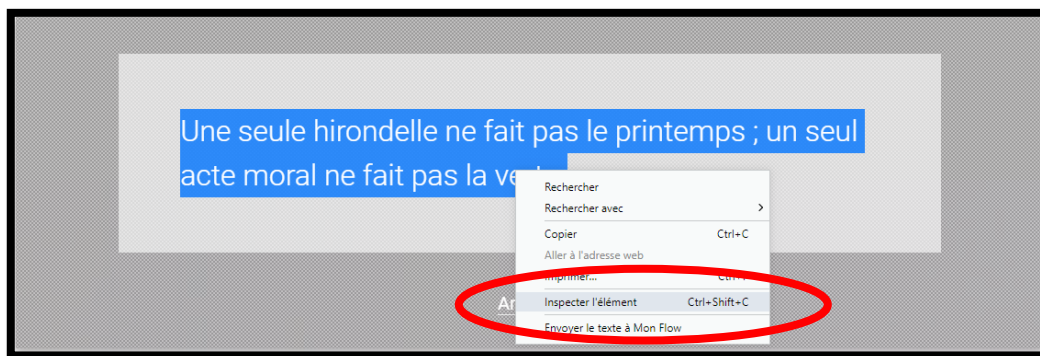 Une seule hirondelle ne fait pas le printemps ; un seul
acte moral ne fait pas la
Rechercher
Rechercher avec
Copier Ctrl+C
Aller à l'adresse web
Imprimer...
Inspecter l'élément Ctrl+Shift+C
Envoyer le texte à Mon Flow